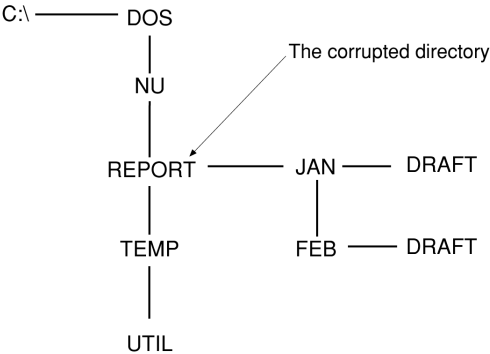 C:\ DOS
The corrupted directory
NU
REPORT JAN DRAFT
TEMP FEB DRAFT
UTIL